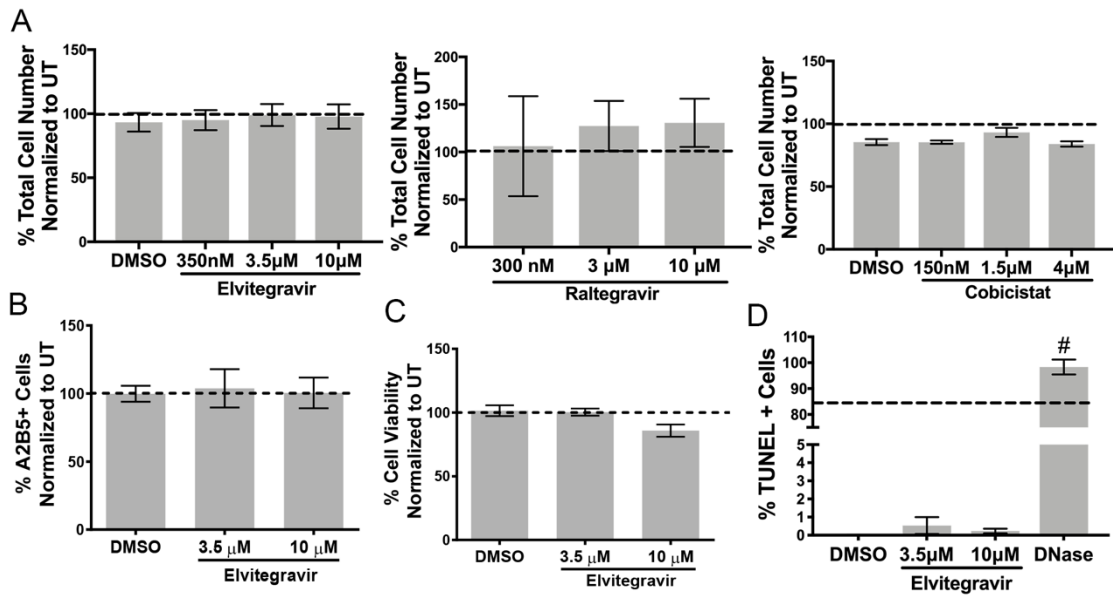 A
% Total Cell Number
Normalized to UT
150
100
50
0
DMSO 350nM 3.5µM 10µM
Elvitegravir
% Total Cell Number
Normalized to UT
200
150
100
50
0
300 nM 3 µM 10 µM
Raltegravir
% Total Cell Number
Normalized to UT
150
100
50
0
DMSO 150nM 1.5µM 4µM
Cobicistat
B
% A2B5+ Cells
Normalized to UT
150
100
50
0
DMSO 3.5 µM 10 µM
Elvitegravir
C
% Cell Viability
Normalized to UT
150
100
50
0
DMSO 3.5 µM 10 µM
Elvitegravir
D
% TUNEL + Cells
110
100
90
80
5
4
3
2
1
0
#
DMSO 3.5µM 10µM DNase
Elvitegravir